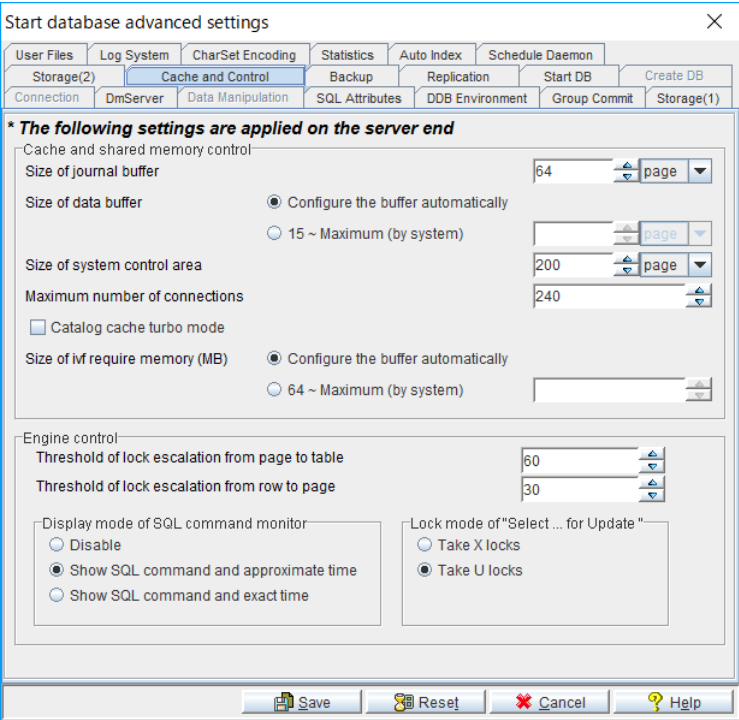 Start database advanced settings
User Files Log System CharSet Encoding Statistics Auto Index Schedule Daemon
Storage(2) Cache and Control Backup Replication Start DB Create DB
Connection DmServer Data Manipulation SQL Attributes DDB Environment Group Commit Storage(1)
* The following settings are applied on the server end
Cache and shared memory control
Size of journal buffer 64 page
Size of data buffer Configure the buffer automatically
15 ~ Maximum (by system) page
Size of system control area 200 page
Maximum number of connections 240
Catalog cache turbo mode
Size of ivf require memory (MB) Configure the buffer automatically
64 ~ Maximum (by system)
Engine control
Threshold of lock escalation from page to table 60
Threshold of lock escalation from row to page 30
Display mode of SQL command monitor Lock mode of "Select ... for Update "
Disable Take X locks
Show SQL command and approximate time Take U locks
Show SQL command and exact time
Save Reset Cancel Help